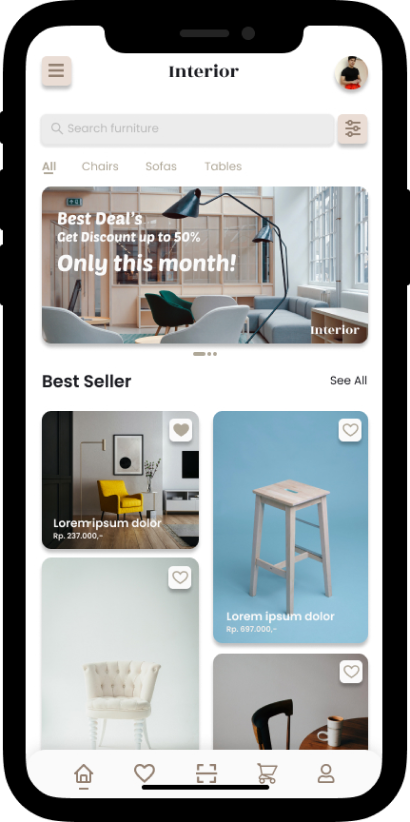 Interior
Search furniture
All Chairs Sofas Tables
Best Deal's
Get Discount up to 50%
Only this month!
Interior
Best Seller See All
Lorem ipsum dolor
Rp. 237.000,-
Lorem ipsum dolor
Rp. 697.000,-